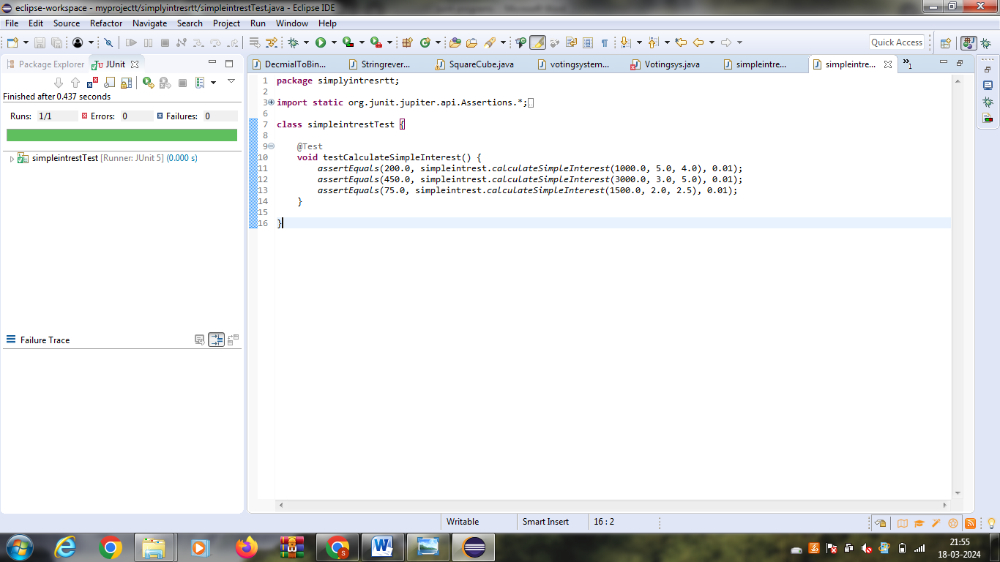 eclipse-workspace - myprojectt/simplyintresrtt/simpleintrestTest.java - Eclipse IDE
File Edit Source Refactor Navigate Search Project Run Window Help
Quick Access
Package Explorer JUnit
Finished after 0.437 seconds
Runs: 1/1 Errors: 0 Failures: 0
simpleintrestTest [Runner: JUnit 5] (0.000 s)
Failure Trace
DecmialToBin... Stringrever... SquareCube.java votingsystem... Votingsys.java simpleintre... simpleintre... »1
1 package simplyintresrtt;
2
3 import static org.junit.jupiter.api.Assertions.*;
6
7 class simpleintrestTest {
8
9 @Test
10 void testCalculateSimpleInterest() {
11 assertEquals(200.0, simpleintrest.calculateSimpleInterest(1000.0, 5.0, 4.0), 0.01);
12 assertEquals(450.0, simpleintrest.calculateSimpleInterest(3000.0, 3.0, 5.0), 0.01);
13 assertEquals(75.0, simpleintrest.calculateSimpleInterest(1500.0, 2.0, 2.5), 0.01);
14 }
15
16 }
Writable Smart Insert 16 : 2
21:55
18-03-2024